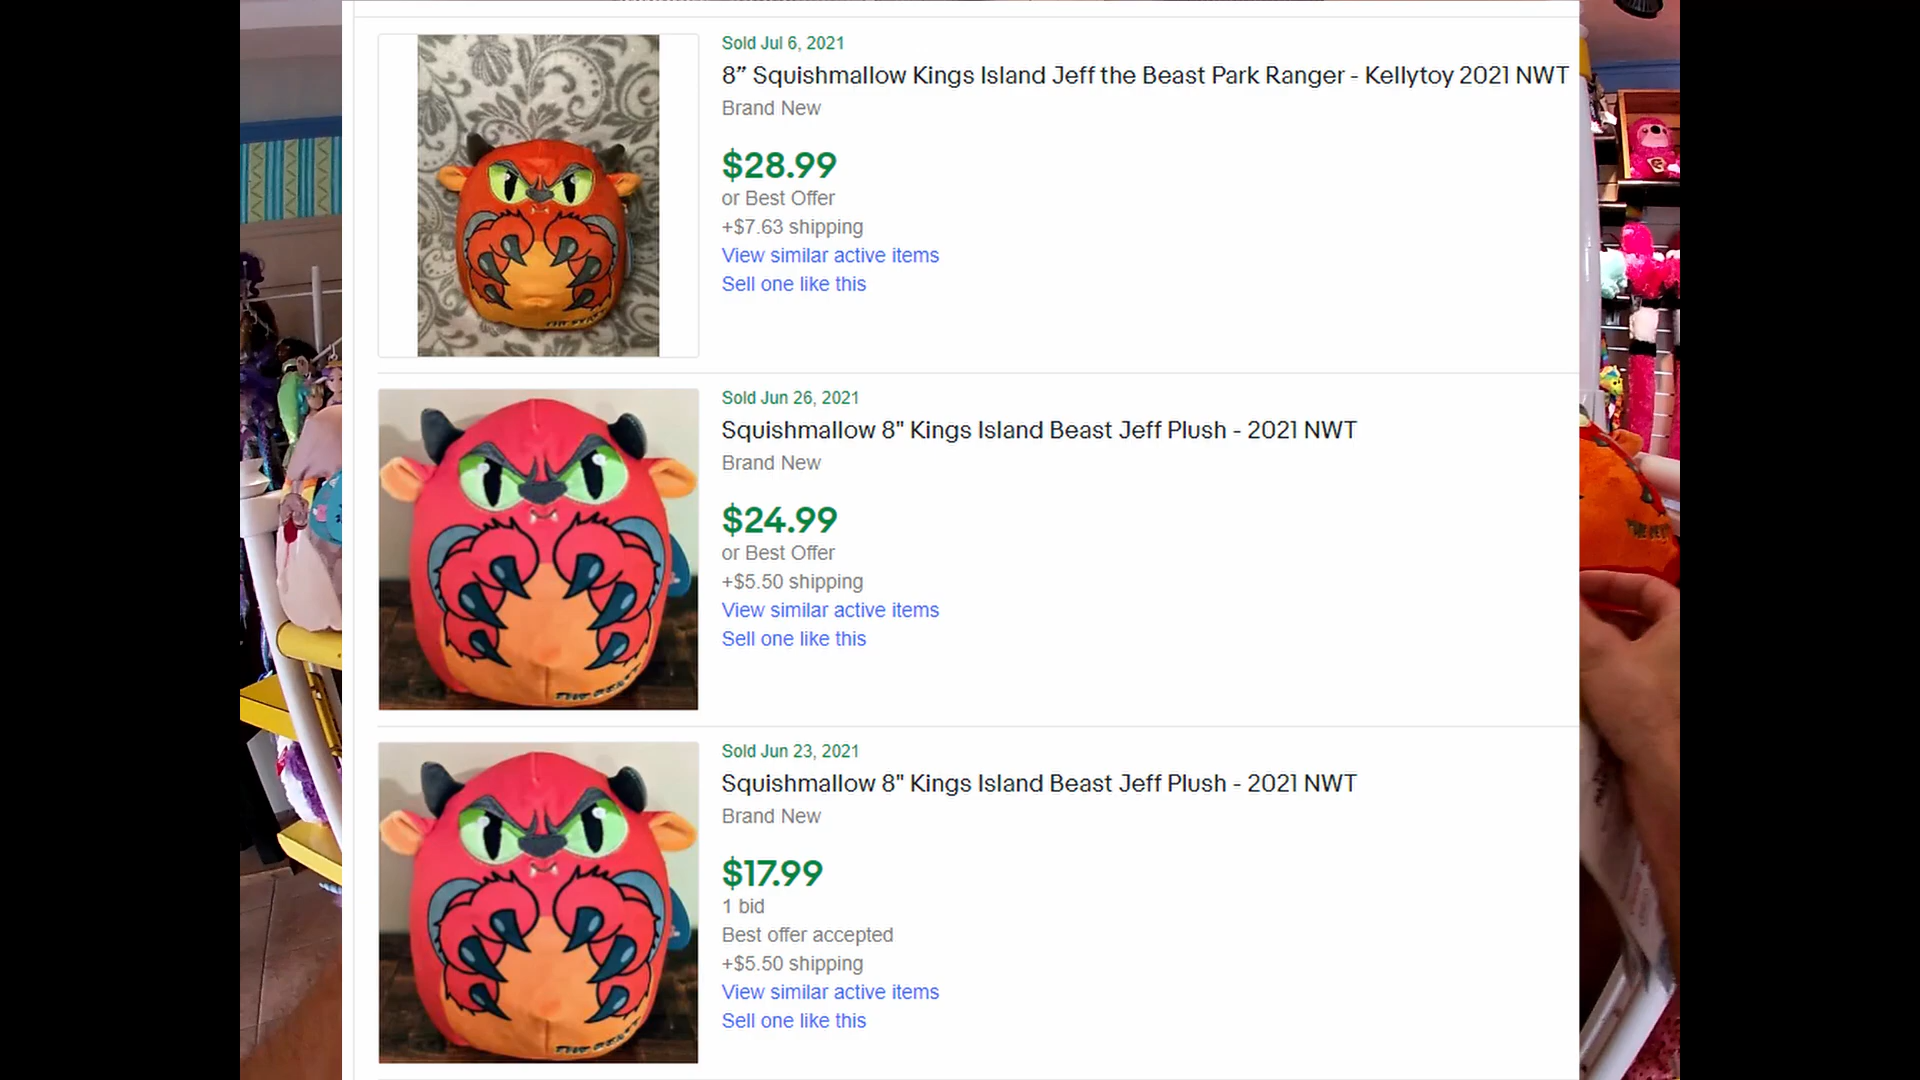 Sold Jul 6, 2021
8” Squishmallow Kings Island Jeff the Beast Park Ranger - Kellytoy 2021 NWT
Brand New
$28.99
or Best Offer
+$7.63 shipping
View similar active items
Sell one like this
Sold Jun 26, 2021
Squishmallow 8" Kings Island Beast Jeff Plush - 2021 NWT
Brand New
$24.99
or Best Offer
+$5.50 shipping
View similar active items
Sell one like this
THE BEAST
Sold Jun 23, 2021
Squishmallow 8" Kings Island Beast Jeff Plush - 2021 NWT
Brand New
$17.99
1 bid
Best offer accepted
+$5.50 shipping
View similar active items
Sell one like this
THE BEAST